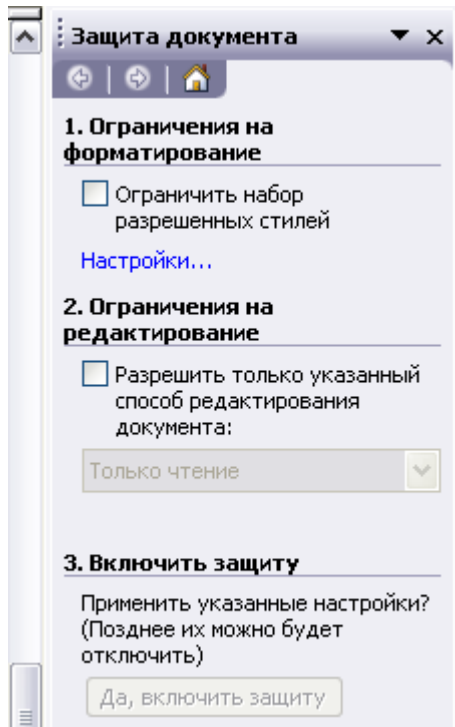 Защита документа
1. Ограничения на
форматирование
Ограничить набор
разрешенных стилей
Настройки...
2. Ограничения на
редактирование
Разрешить только указанный
способ редактирования
документа:
Только чтение
3. Включить защиту
Применить указанные настройки?
(Позднее их можно будет
отключить)
Да, включить защиту